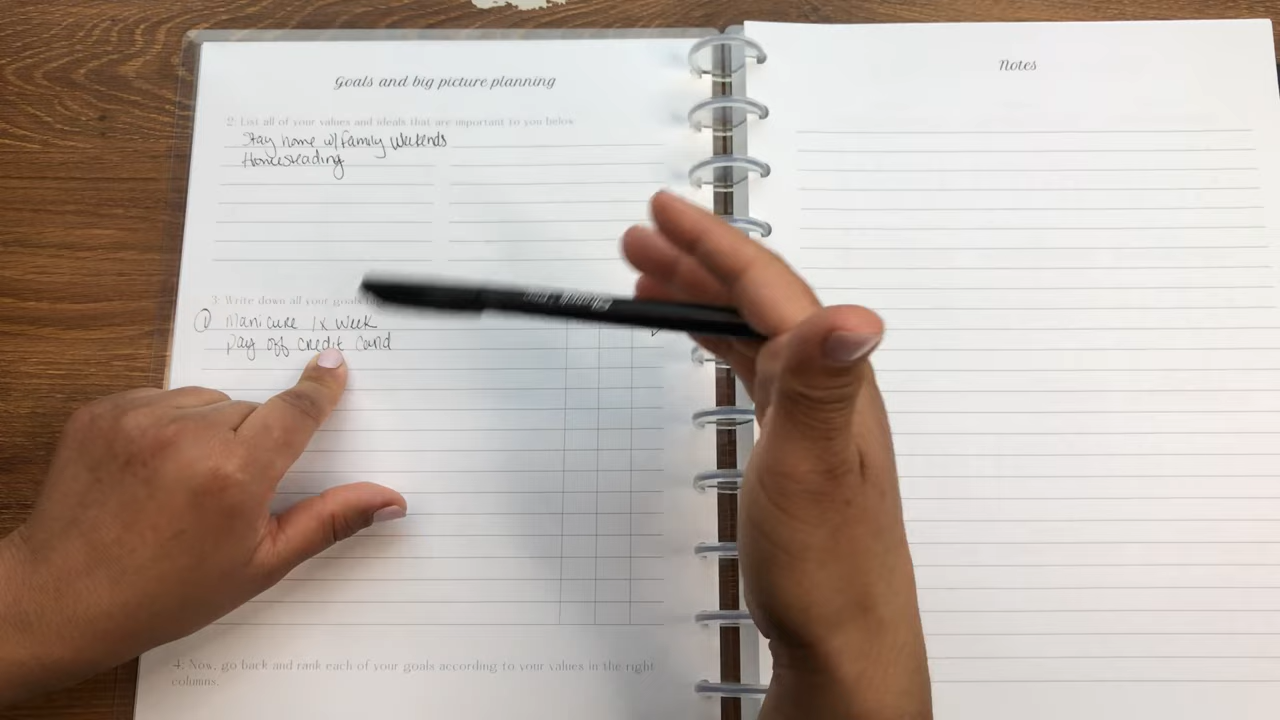 Goals and big picture planning
2: List all of your values and ideals that are important to you below
Stay home w/family weekends
Homesteading
3: Write down all your goals
① Manicure 1x week
pay off credit card
4: Now, go back and rank each of your goals according to your values in the right
columns.
Notes